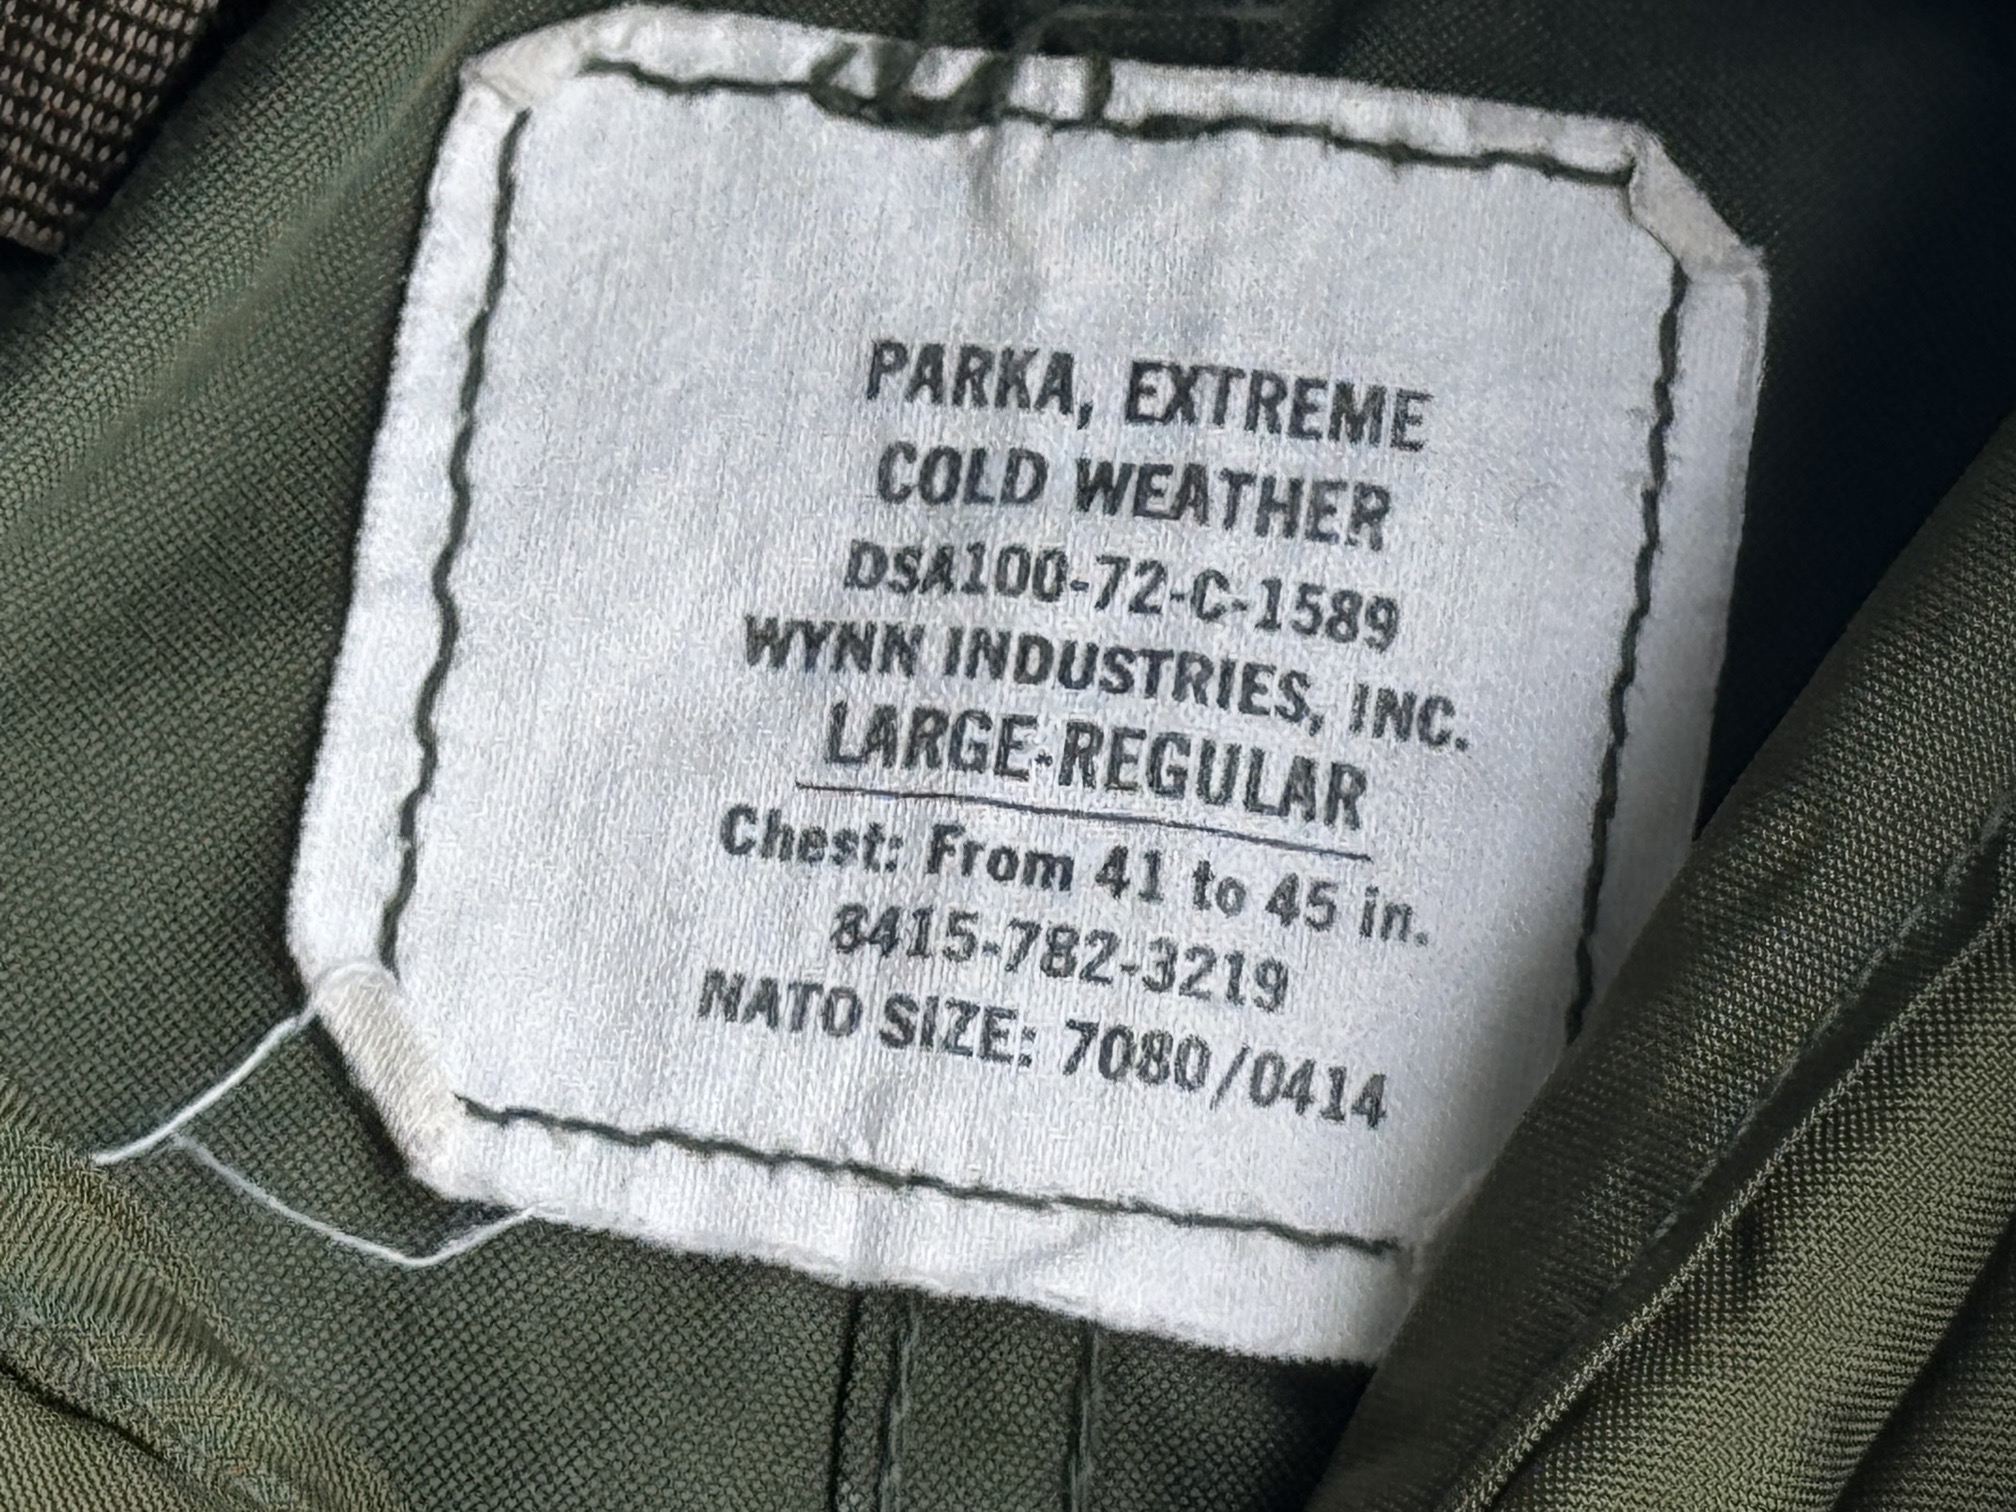 PARKA, EXTREME
COLD WEATHER
DSA100-72-C-1589
WYNN INDUSTRIES, INC.
LARGE-REGULAR
Chest: From 41 to 45 in.
8415-782-3219
NATO SIZE: 7080/0414